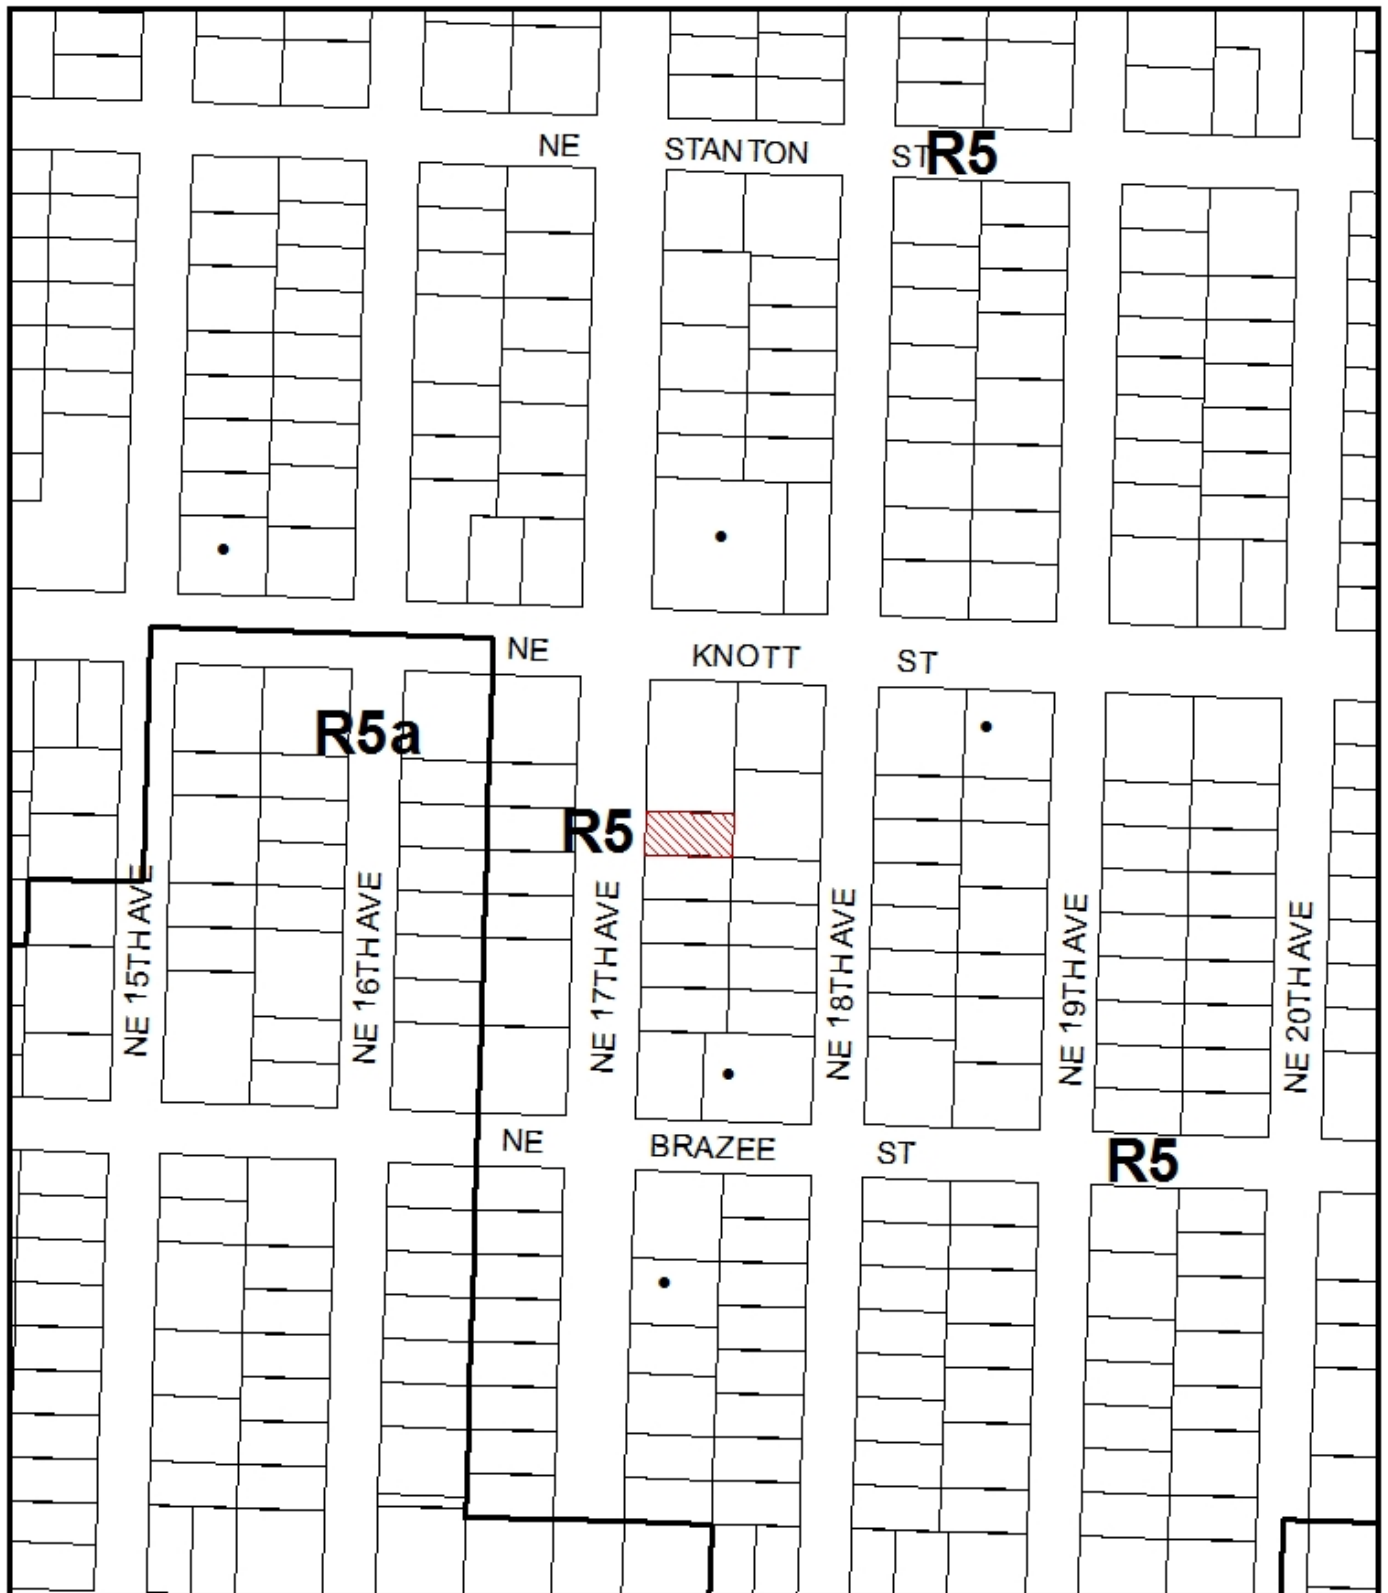 NE STANTON ST
R5
NE KNOTT ST
R5a
R5
NE 15TH AVE
NE 16TH AVE
NE 17TH AVE
NE 18TH AVE
NE 19TH AVE
NE 20TH AVE
NE BRAZEE ST
R5